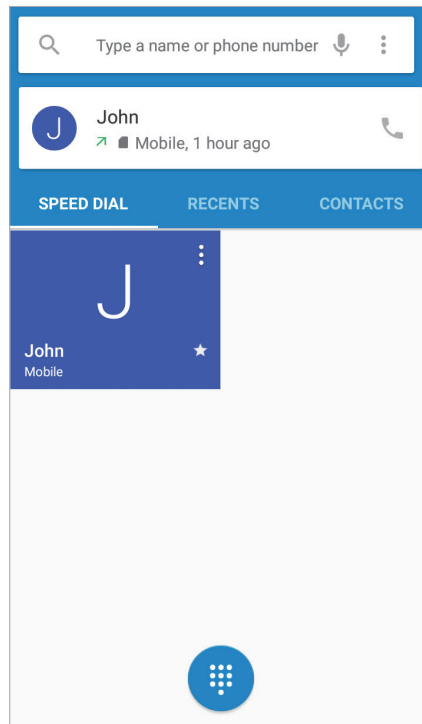 Type a name or phone number
J
John
Mobile, 1 hour ago
SPEED DIAL RECENTS CONTACTS
J
John
Mobile